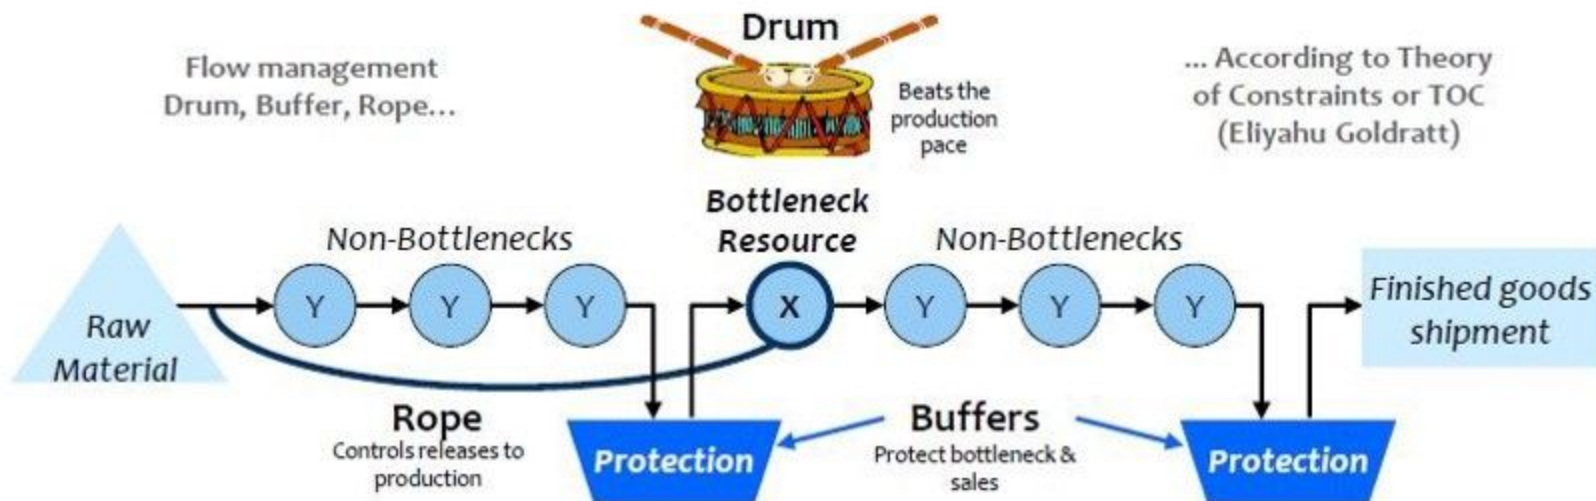 Flow management
Drum, Buffer, Rope...
Drum
Beats the
production
pace
... According to Theory
of Constraints or TOC
(Eliyahu Goldratt)
Bottleneck
Resource
Non-Bottlenecks
Non-Bottlenecks
Raw
Material
Y
Y
Y
X
Y
Y
Y
Finished goods
shipment
Rope
Controls releases to
production
Protection
Buffers
Protect bottleneck &
sales
Protection